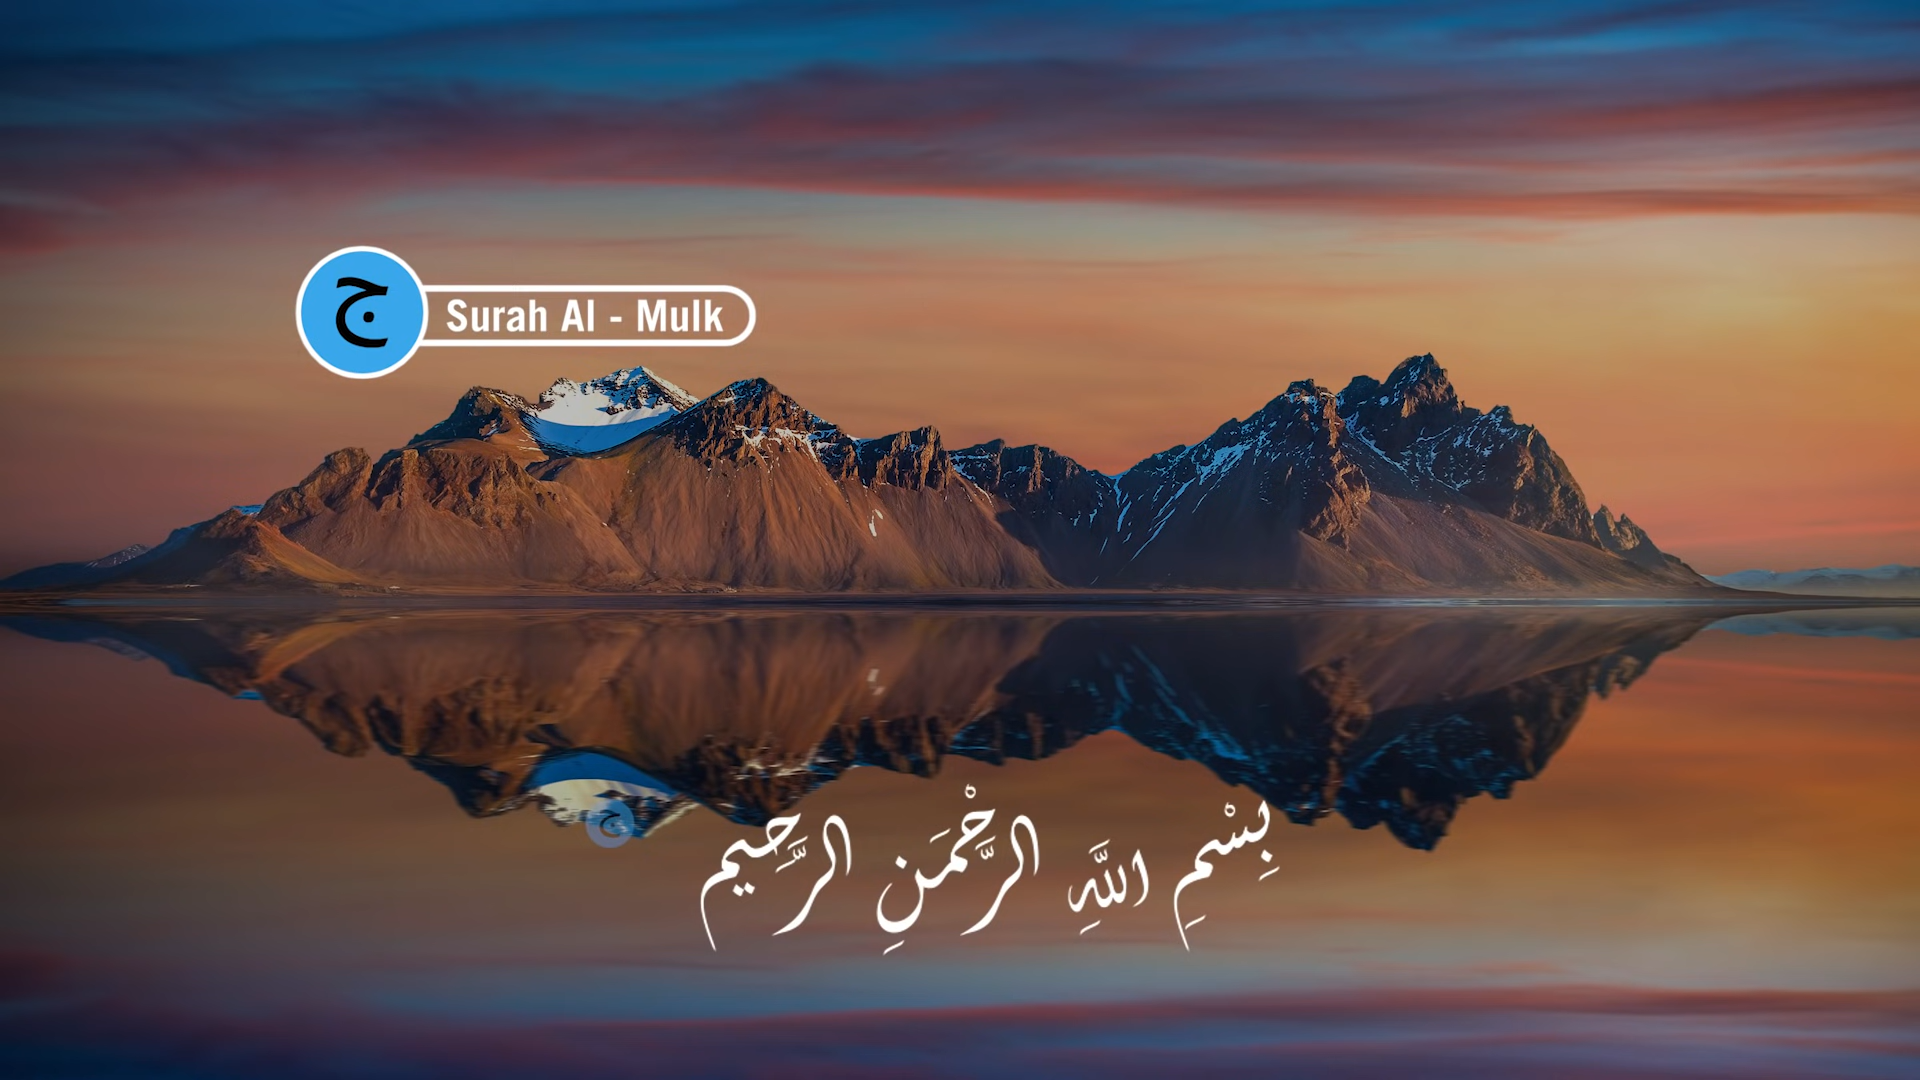 ج
Surah Al - Mulk
ج
بِسْمِ اللَّهِ الرَّحْمَنِ الرَّحِيم